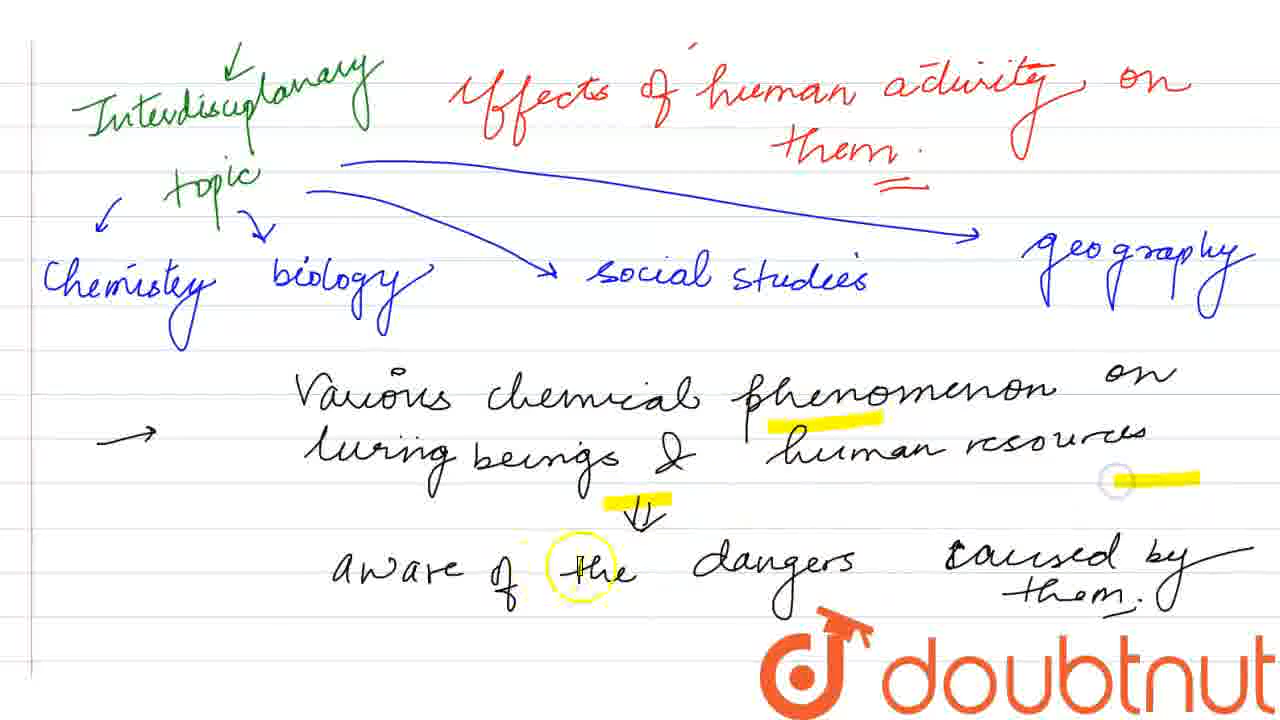 Effects of human activity on
them.
Interdisciplanary
topic
Chemistry biology social studies geography
Various chemical phenomenon on
living beings & human resources
aware of the dangers caused by
them.
doubtnut